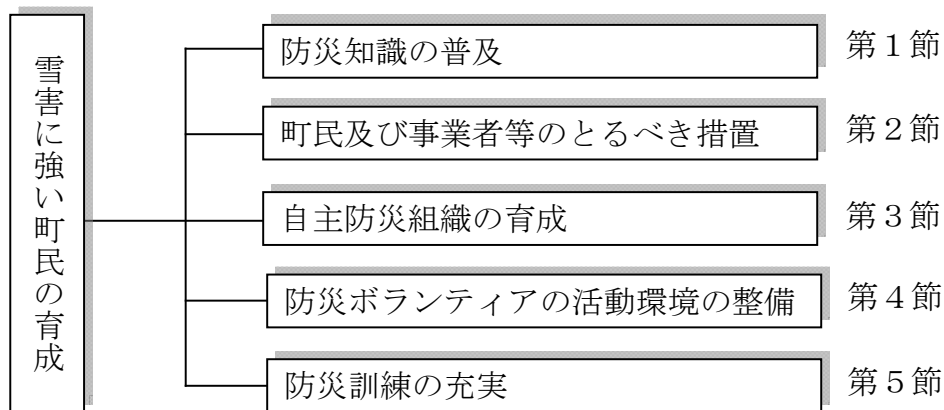 雪害に強い町民の育成
防災知識の普及 第１節
町民及び事業者等のとるべき措置 第２節
自主防災組織の育成 第３節
防災ボランティアの活動環境の整備 第４節
防災訓練の充実 第５節